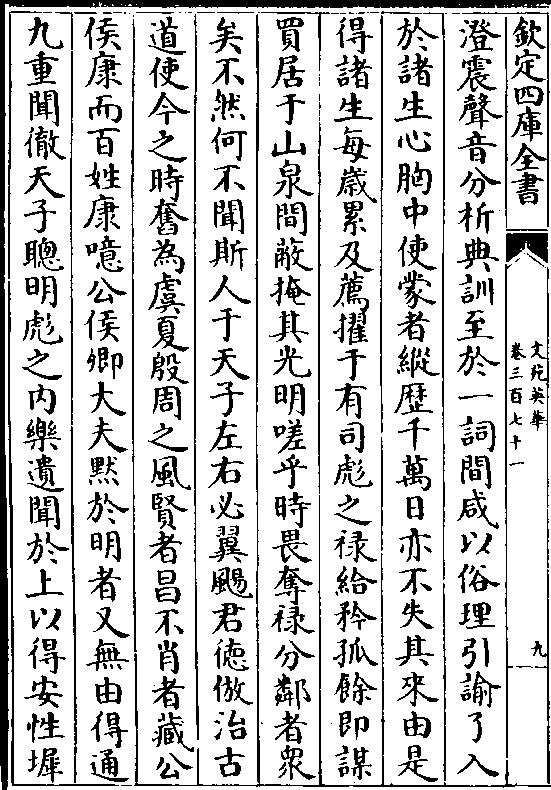 欽定四庫全書
文苑英華
卷三百七十一
九
澄震聲音分析典訓至於一詞間咸以俗理引諭了入
於諸生心胸中使蒙者縱歴千萬日亦不失其來由是
得諸生每歳累及薦擢于有司彪之禄給矜孤餘即謀
買居于山泉間蔽掩其光明嗟乎時畏奪禄分鄰者衆
矣不然何不聞斯人于天子左右必翼颺君德倣治古
道使今之時奮為虞夏殷周之風賢者昌不肖者藏公
侯康而百姓康噫公侯卿大夫黙於明者又無由得通
九重聞徹天子聰明彪之内樂遺聞於上以得安性墀